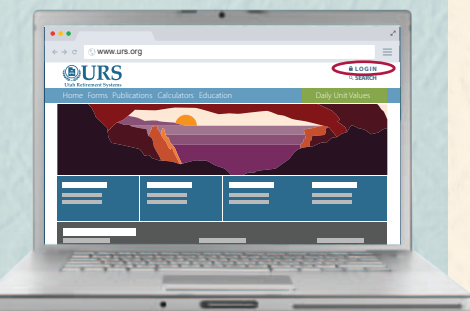 www.urs.org
LOGIN
SEARCH
URS
Utah Retirement Systems
Home Forms Publications Calculators Education
Daily Unit Values